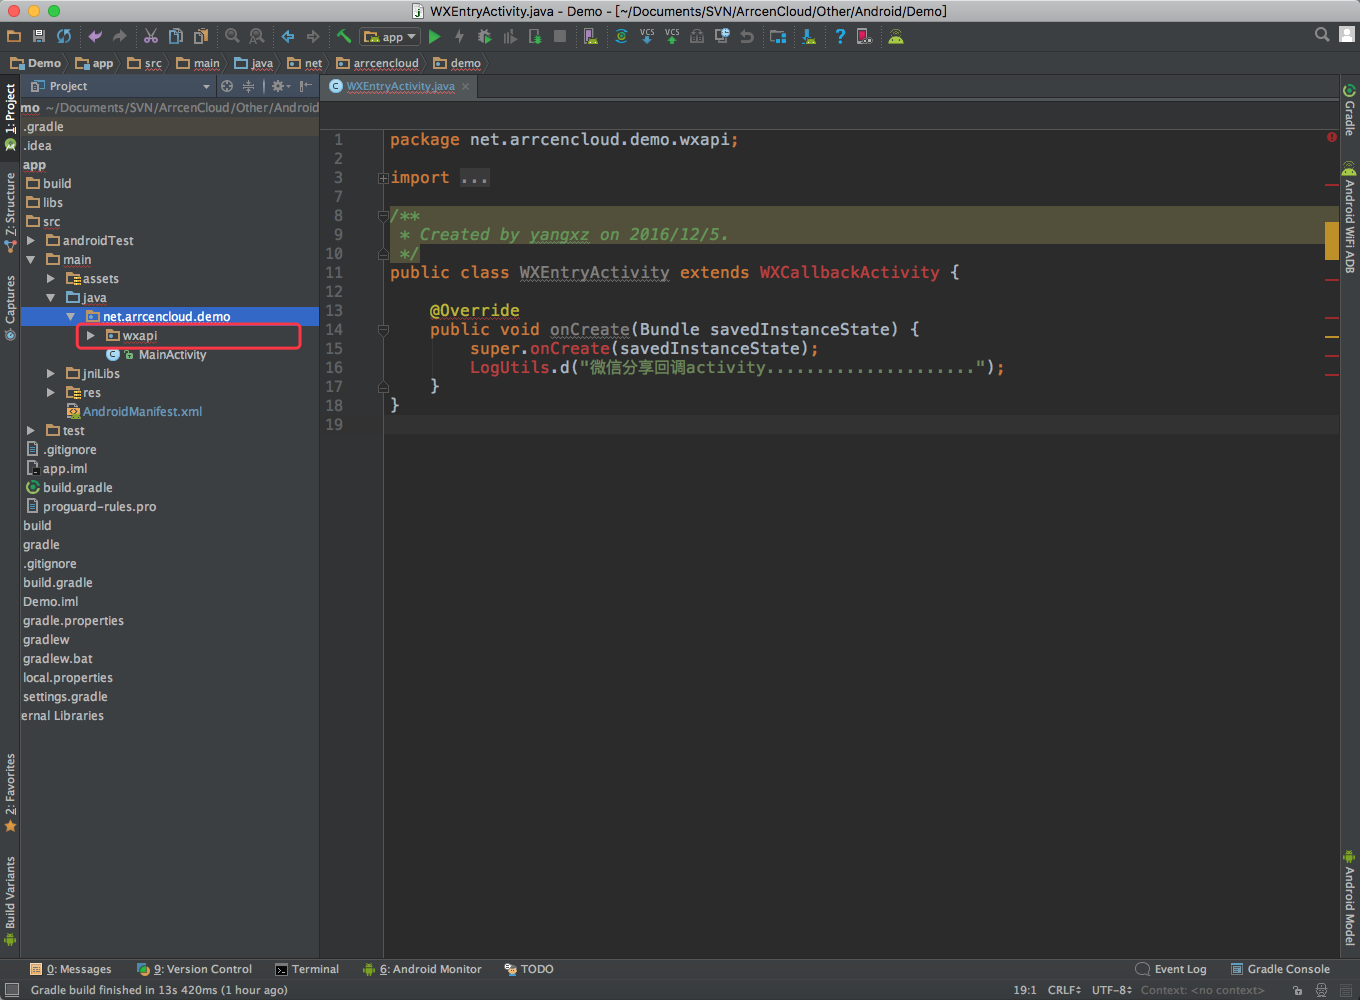 WXEntryActivity.java - Demo - [~/Documents/SVN/ArrcenCloud/Other/Android/Demo]
app
VCS
VCS
?
Demo
app
src
main
java
net
arrcencloud
demo
Project
WXEntryActivity.java
1: Project
Z: Structure
Captures
2: Favorites
Build Variants
mo ~/Documents/SVN/ArrcenCloud/Other/Android
.gradle
.idea
app
build
libs
src
androidTest
main
assets
java
net.arrcencloud.demo
wxapi
MainActivity
jniLibs
res
AndroidManifest.xml
test
.gitignore
app.iml
build.gradle
proguard-rules.pro
build
gradle
.gitignore
build.gradle
Demo.iml
gradle.properties
gradlew
gradlew.bat
local.properties
settings.gradle
ernal Libraries
1 package net.arrcencloud.demo.wxapi;
2
3 import ...
7
8 /**
9 * Created by yangxz on 2016/12/5.
10 */
11 public class WXEntryActivity extends WXCallbackActivity {
12
13 @Override
14 public void onCreate(Bundle savedInstanceState) {
15 super.onCreate(savedInstanceState);
16 LogUtils.d("微信分享回调activity.....................");
17 }
18 }
19
Gradle
Android WiFi ADB
Android Model
0: Messages
9: Version Control
Terminal
6: Android Monitor
TODO
Event Log
Gradle Console
Gradle build finished in 13s 420ms (1 hour ago)
19:1
CRLF
UTF-8
Context: <no context>